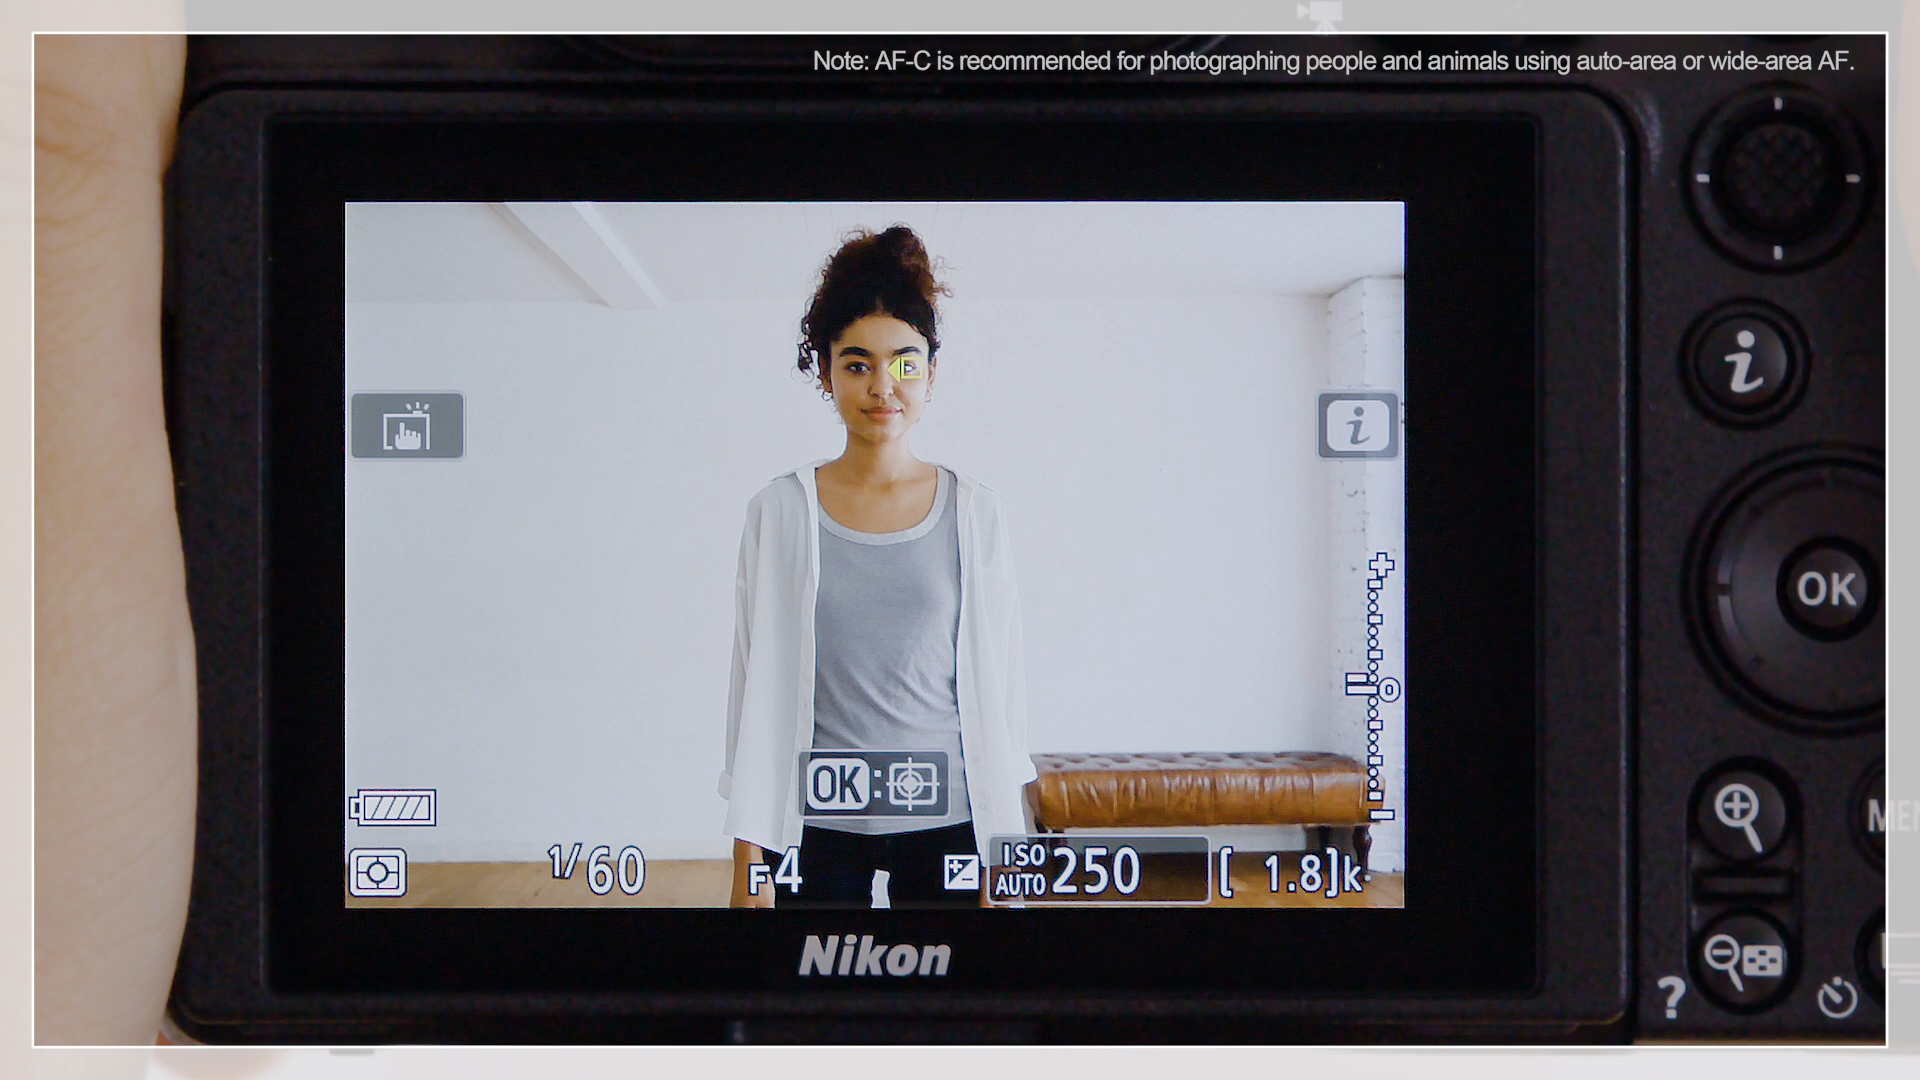 Note: AF-C is recommended for photographing people and animals using auto-area or wide-area AF.
i
i
OK
OK:
1/60 F4 ISO AUTO 250 [ 1.8]k
Nikon
?